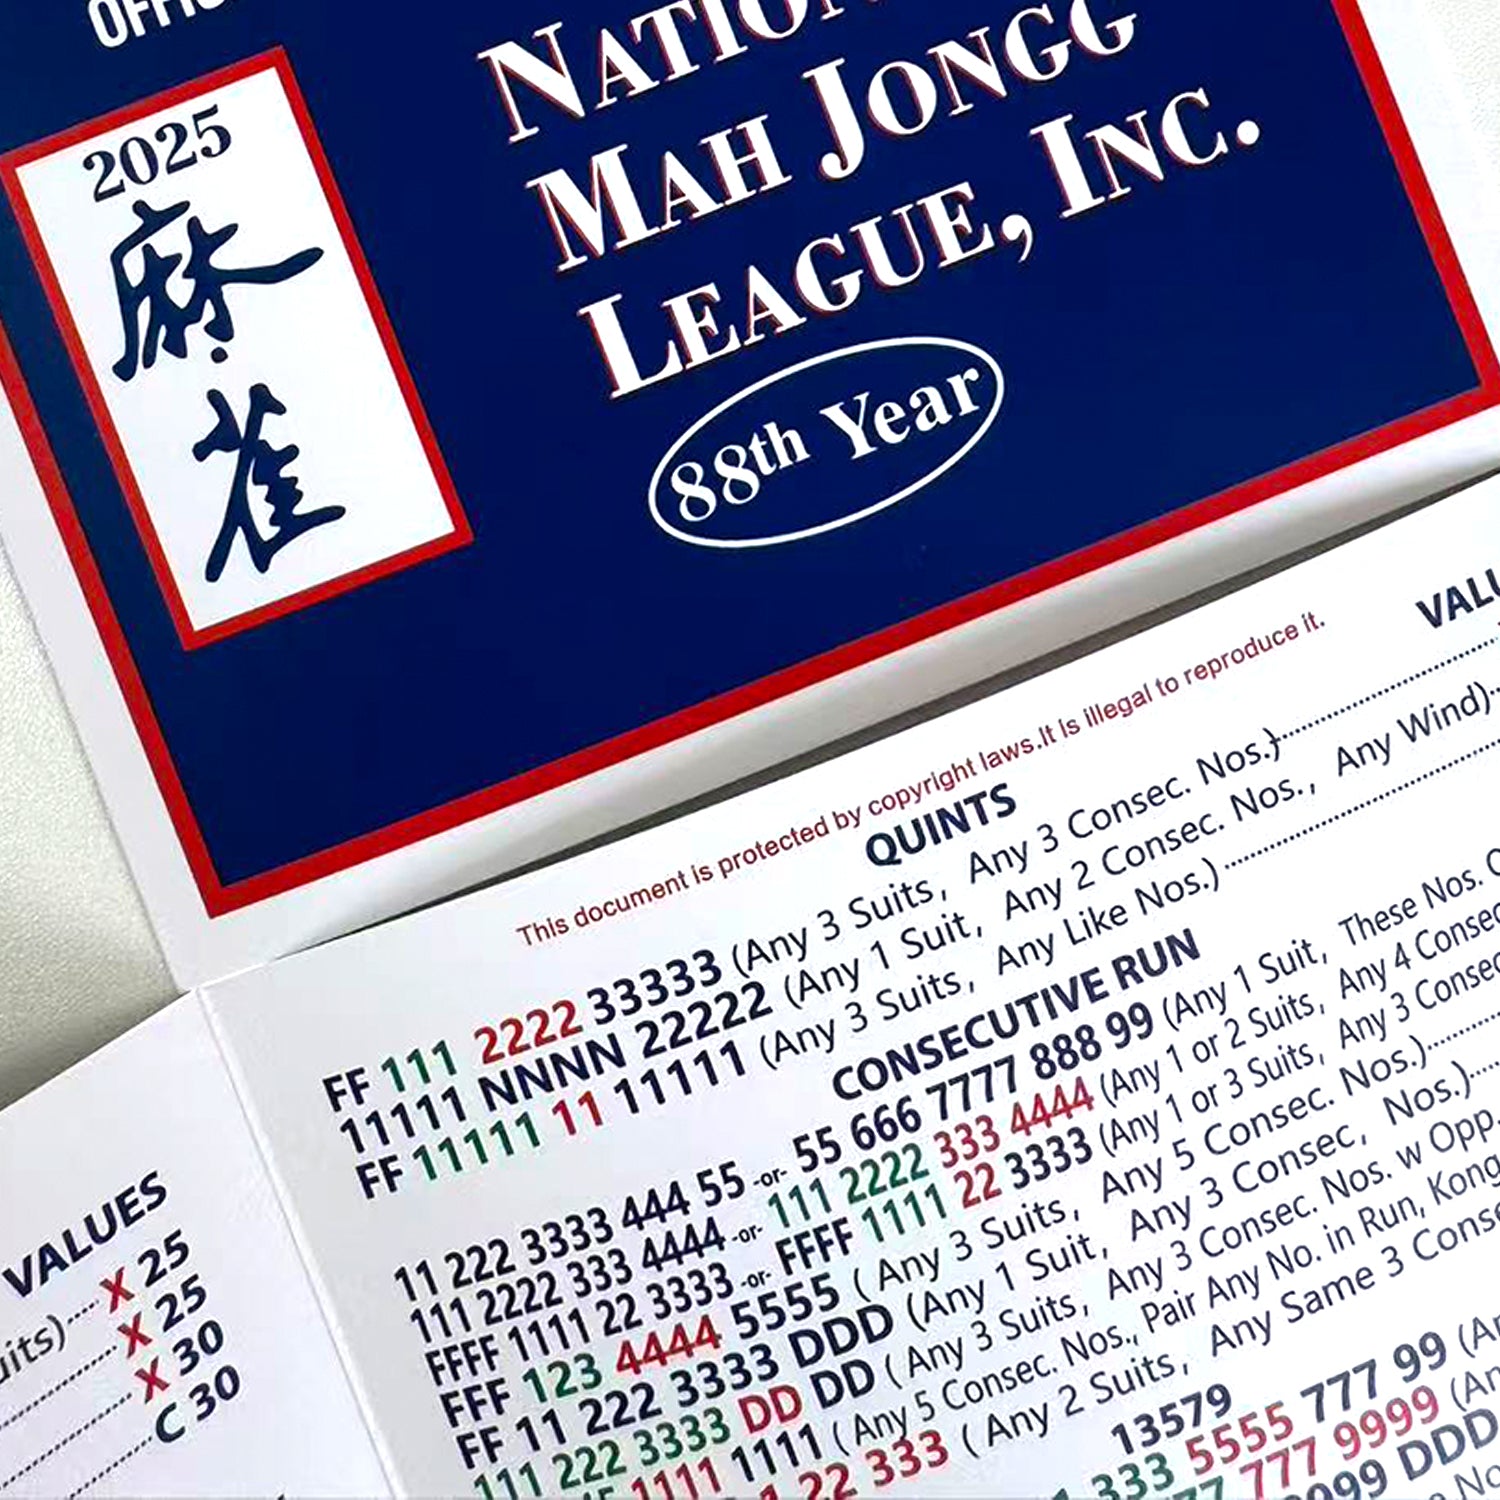 2025
麻
雀
MAH JONGG
LEAGUE, INC.
88th Year
This document is protected by copyright laws.It is illegal to reproduce it.
QUINTS
FF 111 2222 33333 (Any 3 Suits, Any 3 Consec. Nos.)
11111 NNNN 22222 (Any 1 Suit, Any 2 Consec. Nos., Any Wind)
FF 11111 11 11111 (Any 3 Suits, Any Like Nos.)
CONSECUTIVE RUN
11 222 3333 444 55 -or- 55 666 7777 888 99 (Any 1 Suit, These Nos.
111 2222 333 4444 -or- 111 2222 333 4444 (Any 1 or 2 Suits, Any 4 Consec
FFFF 1111 22 3333 -or- FFFF 1111 22 3333 (Any 1 or 3 Suits, Any 3 Consec
FFF 123 4444 5555 (Any 3 Suits, Any 5 Consec. Nos.)
FF 11 222 3333 DDD (Any 1 Suit, Any 3 Consec, Nos.)
111 222 3333 DD DD (Any 3 Suits, Any 3 Consec. Nos. w Opp.
1111 1111 (Any 5 Consec. Nos., Pair Any No. in Run, Kong
22 333 (Any 2 Suits, Any Same 3 Cons
13579
333 5555 777 99
777 9999
DDD
VALUES
X 25
X 25
X 30
C 30